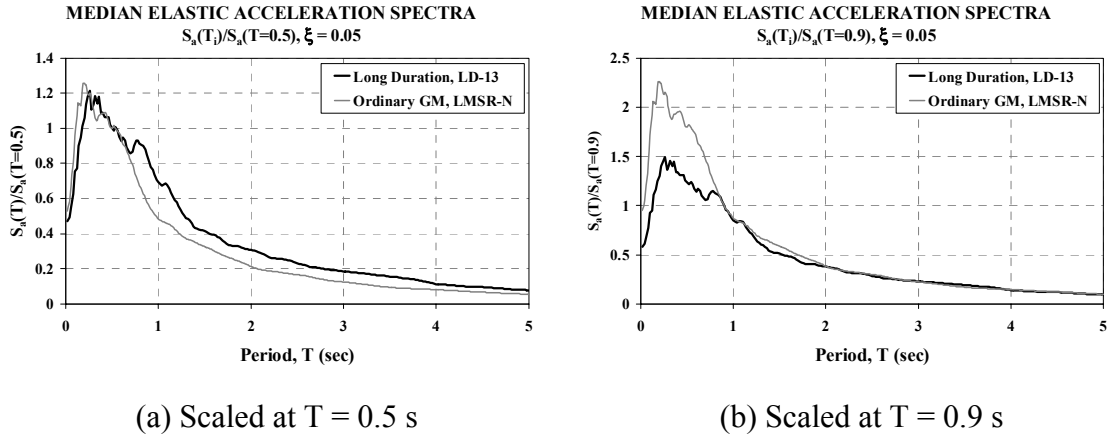 MEDIAN ELASTIC ACCELERATION SPECTRA
Sₐ(Tᵢ)/Sₐ(T=0.5), ξ = 0.05
1.4
1.2
1
0.8
0.6
0.4
0.2
0
Sₐ(T)/Sₐ(T=0.5)
Long Duration, LD-13
Ordinary GM, LMSR-N
0 1 2 3 4 5
Period, T (sec)
(a) Scaled at T = 0.5 s
MEDIAN ELASTIC ACCELERATION SPECTRA
Sₐ(Tᵢ)/Sₐ(T=0.9), ξ = 0.05
2.5
2
1.5
1
0.5
0
Sₐ(T)/Sₐ(T=0.9)
Long Duration, LD-13
Ordinary GM, LMSR-N
0 1 2 3 4 5
Period, T (sec)
(b) Scaled at T = 0.9 s